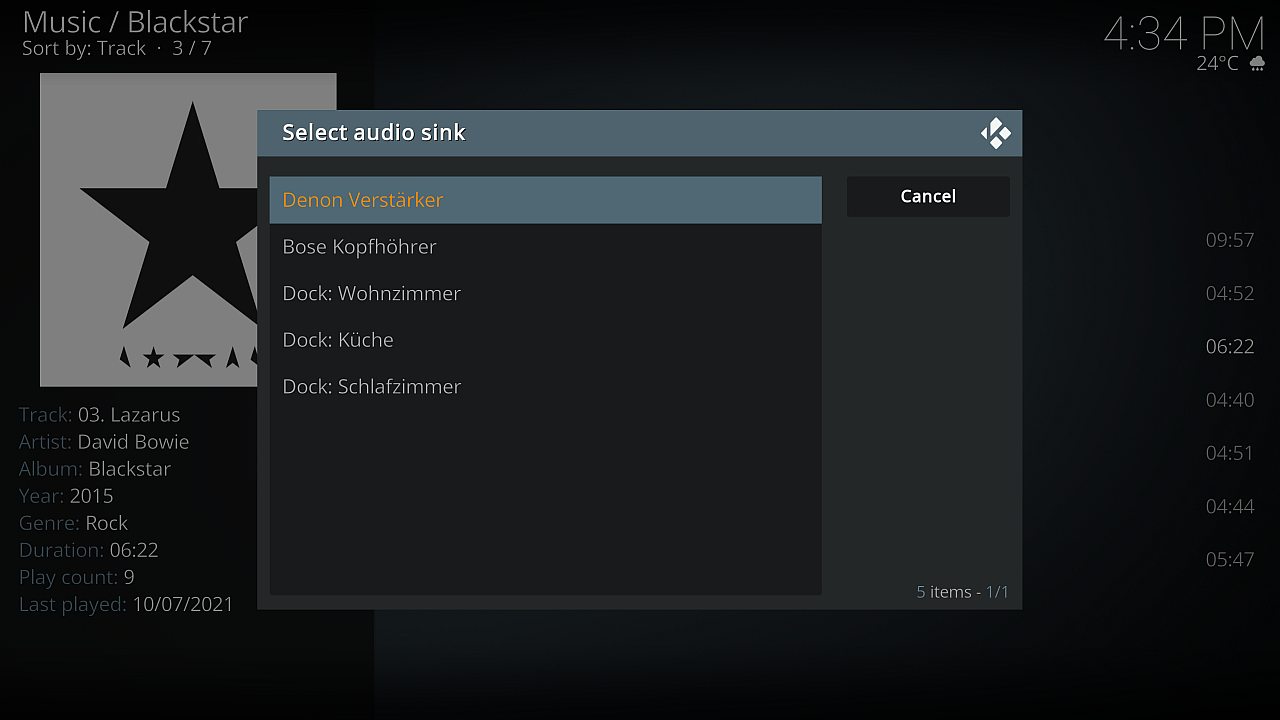 Music / Blackstar
Sort by: Track · 3 / 7
4:34 PM
24°C
Select audio sink
Denon Verstärker
Bose Kopfhöhrer
Dock: Wohnzimmer
Dock: Küche
Dock: Schlafzimmer
Cancel
5 items - 1/1
09:57
04:52
06:22
04:40
04:51
04:44
05:47
Track: 03. Lazarus
Artist: David Bowie
Album: Blackstar
Year: 2015
Genre: Rock
Duration: 06:22
Play count: 9
Last played: 10/07/2021